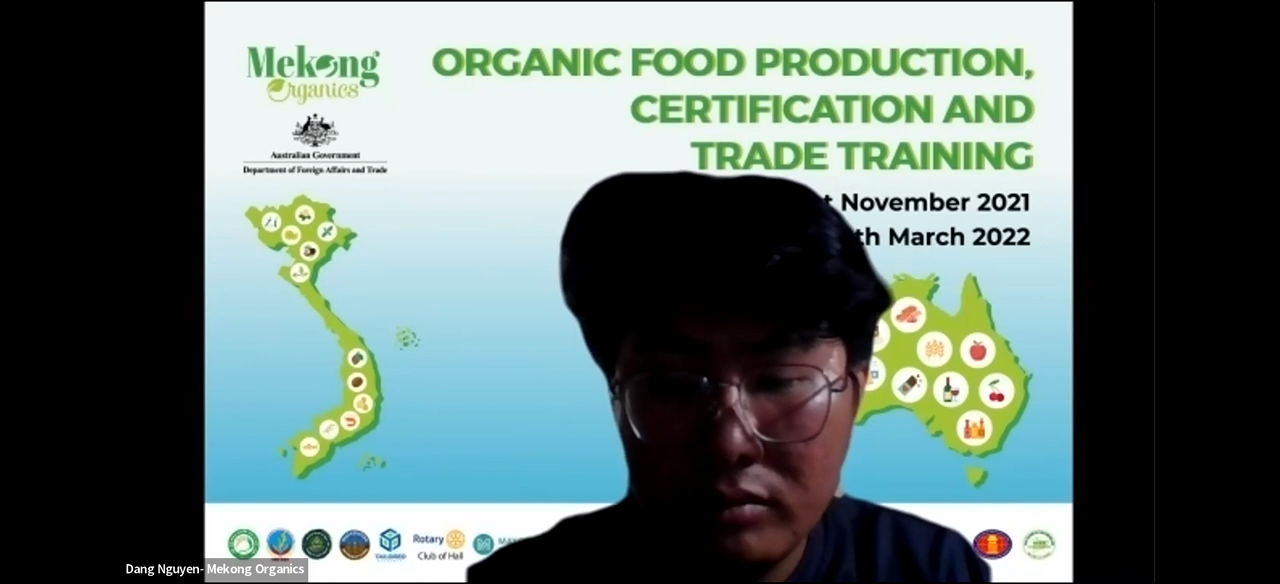 Mekong
Organics
Australian Government
Department of Foreign Affairs and Trade
ORGANIC FOOD PRODUCTION,
CERTIFICATION AND
TRADE TRAINING
November 2021
th March 2022
Rotary
Club of Hall
Dang Nguyen- Mekong Organics